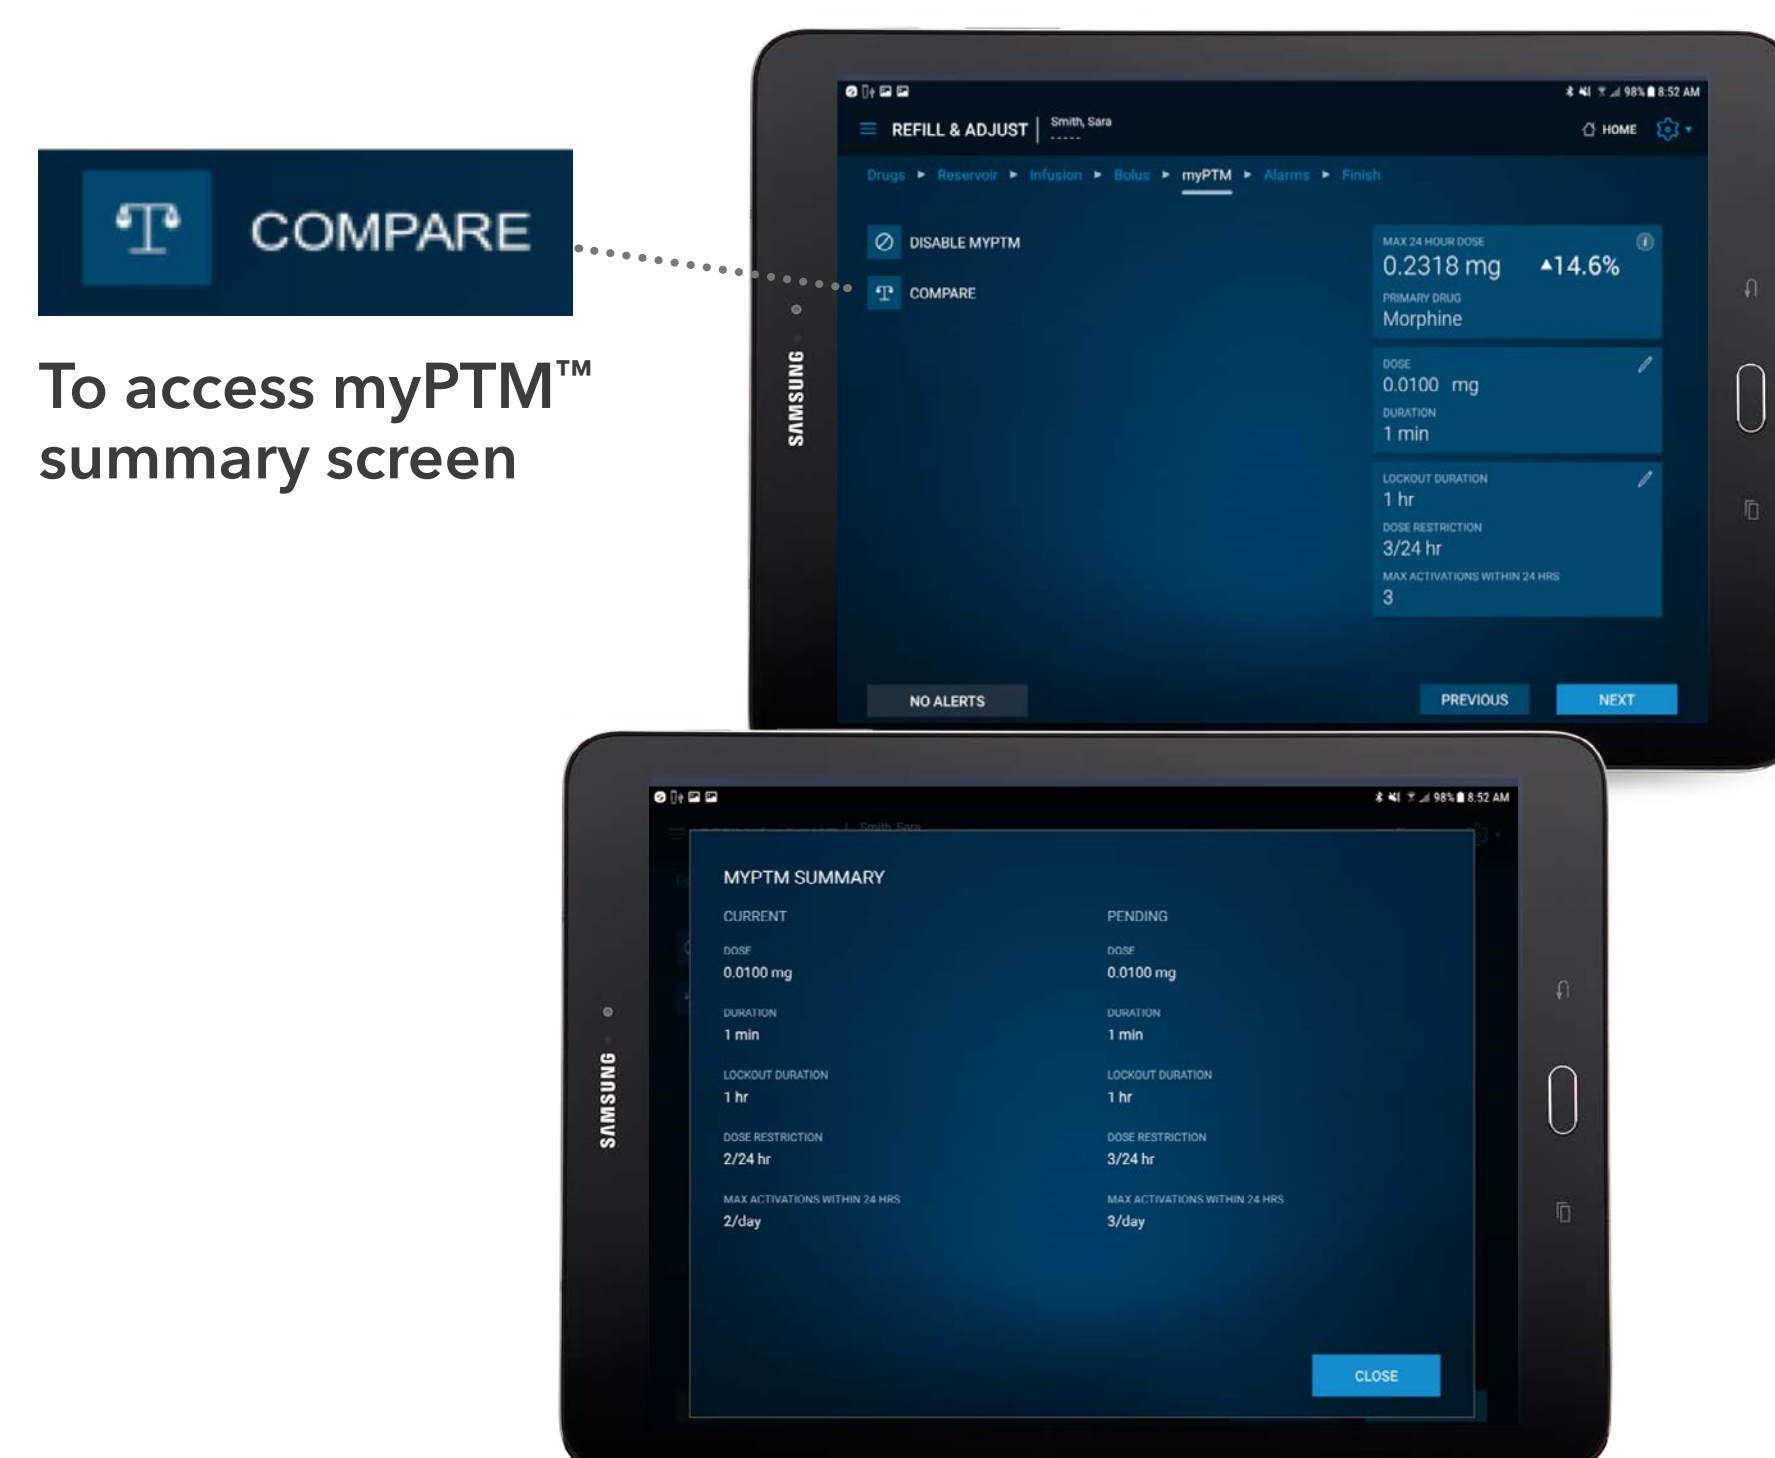 COMPARE
To access myPTM™
summary screen
SAMSUNG
98% 8:52 AM
REFILL & ADJUST
Smith, Sara
-----
HOME
Drugs ► Reservoir ► Infusion ► Bolus ► myPTM ► Alarms ► Finish
DISABLE MYPTM
COMPARE
MAX 24 HOUR DOSE
0.2318 mg ▲14.6%
PRIMARY DRUG
Morphine
DOSE
0.0100 mg
DURATION
1 min
LOCKOUT DURATION
1 hr
DOSE RESTRICTION
3/24 hr
MAX ACTIVATIONS WITHIN 24 HRS
3
NO ALERTS
PREVIOUS
NEXT
SAMSUNG
98% 8:52 AM
Smith, Sara
MYPTM SUMMARY
CURRENT
DOSE
0.0100 mg
DURATION
1 min
LOCKOUT DURATION
1 hr
DOSE RESTRICTION
2/24 hr
MAX ACTIVATIONS WITHIN 24 HRS
2/day
PENDING
DOSE
0.0100 mg
DURATION
1 min
LOCKOUT DURATION
1 hr
DOSE RESTRICTION
3/24 hr
MAX ACTIVATIONS WITHIN 24 HRS
3/day
CLOSE